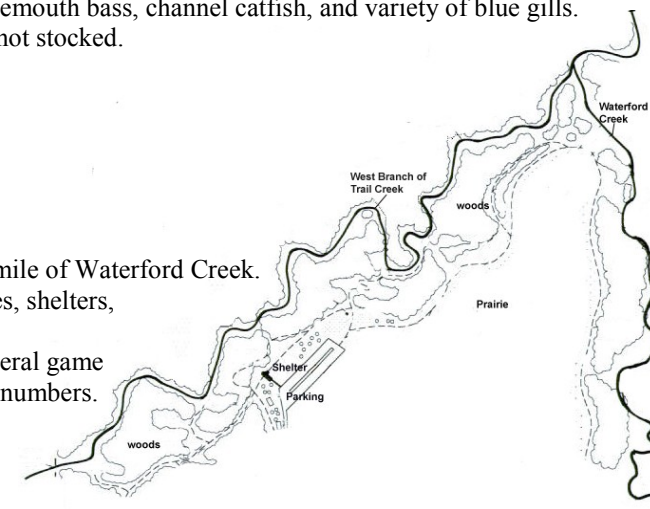 emouth bass, channel catfish, and variety of blue gills.
not stocked.
Waterford
Creek
West Branch of
Trail Creek
woods
mile of Waterford Creek.
es, shelters,
Prairie
eral game
numbers.
Shelter
Parking
woods